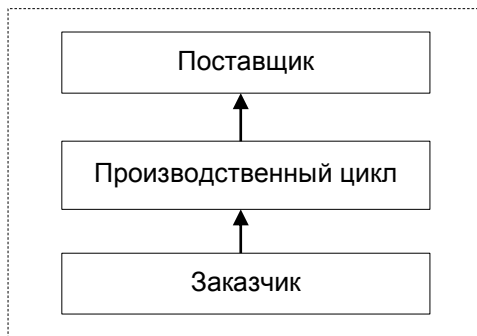 Поставщик
Производственный цикл
Заказчик